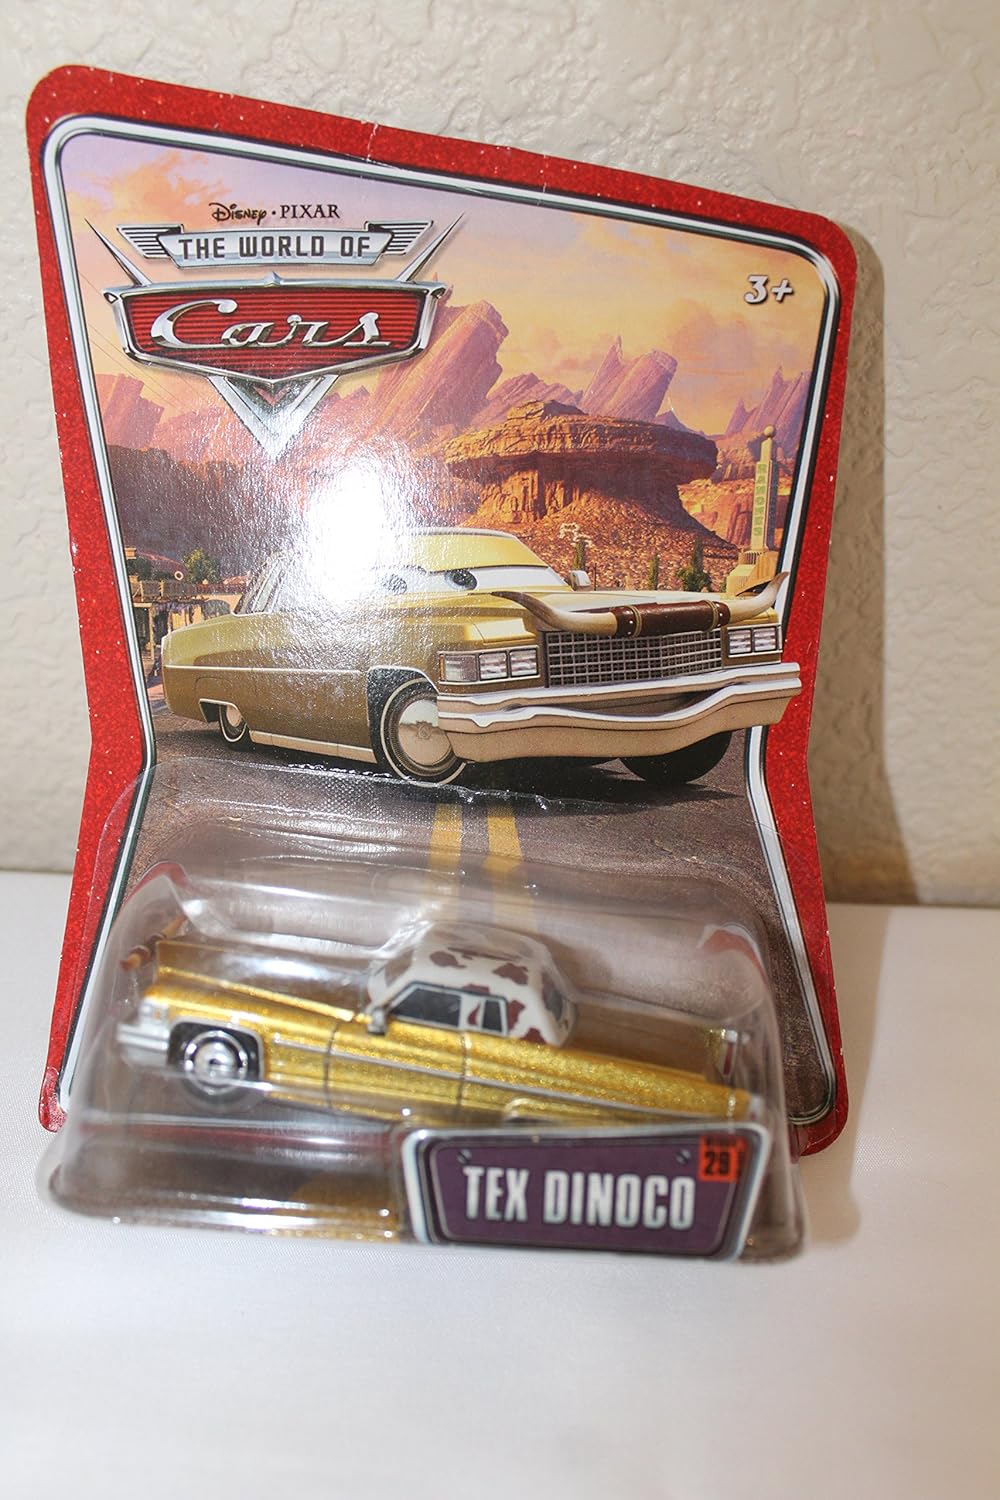 Disney · PIXAR
THE WORLD OF
Cars
3+
TEX DINOCO
29